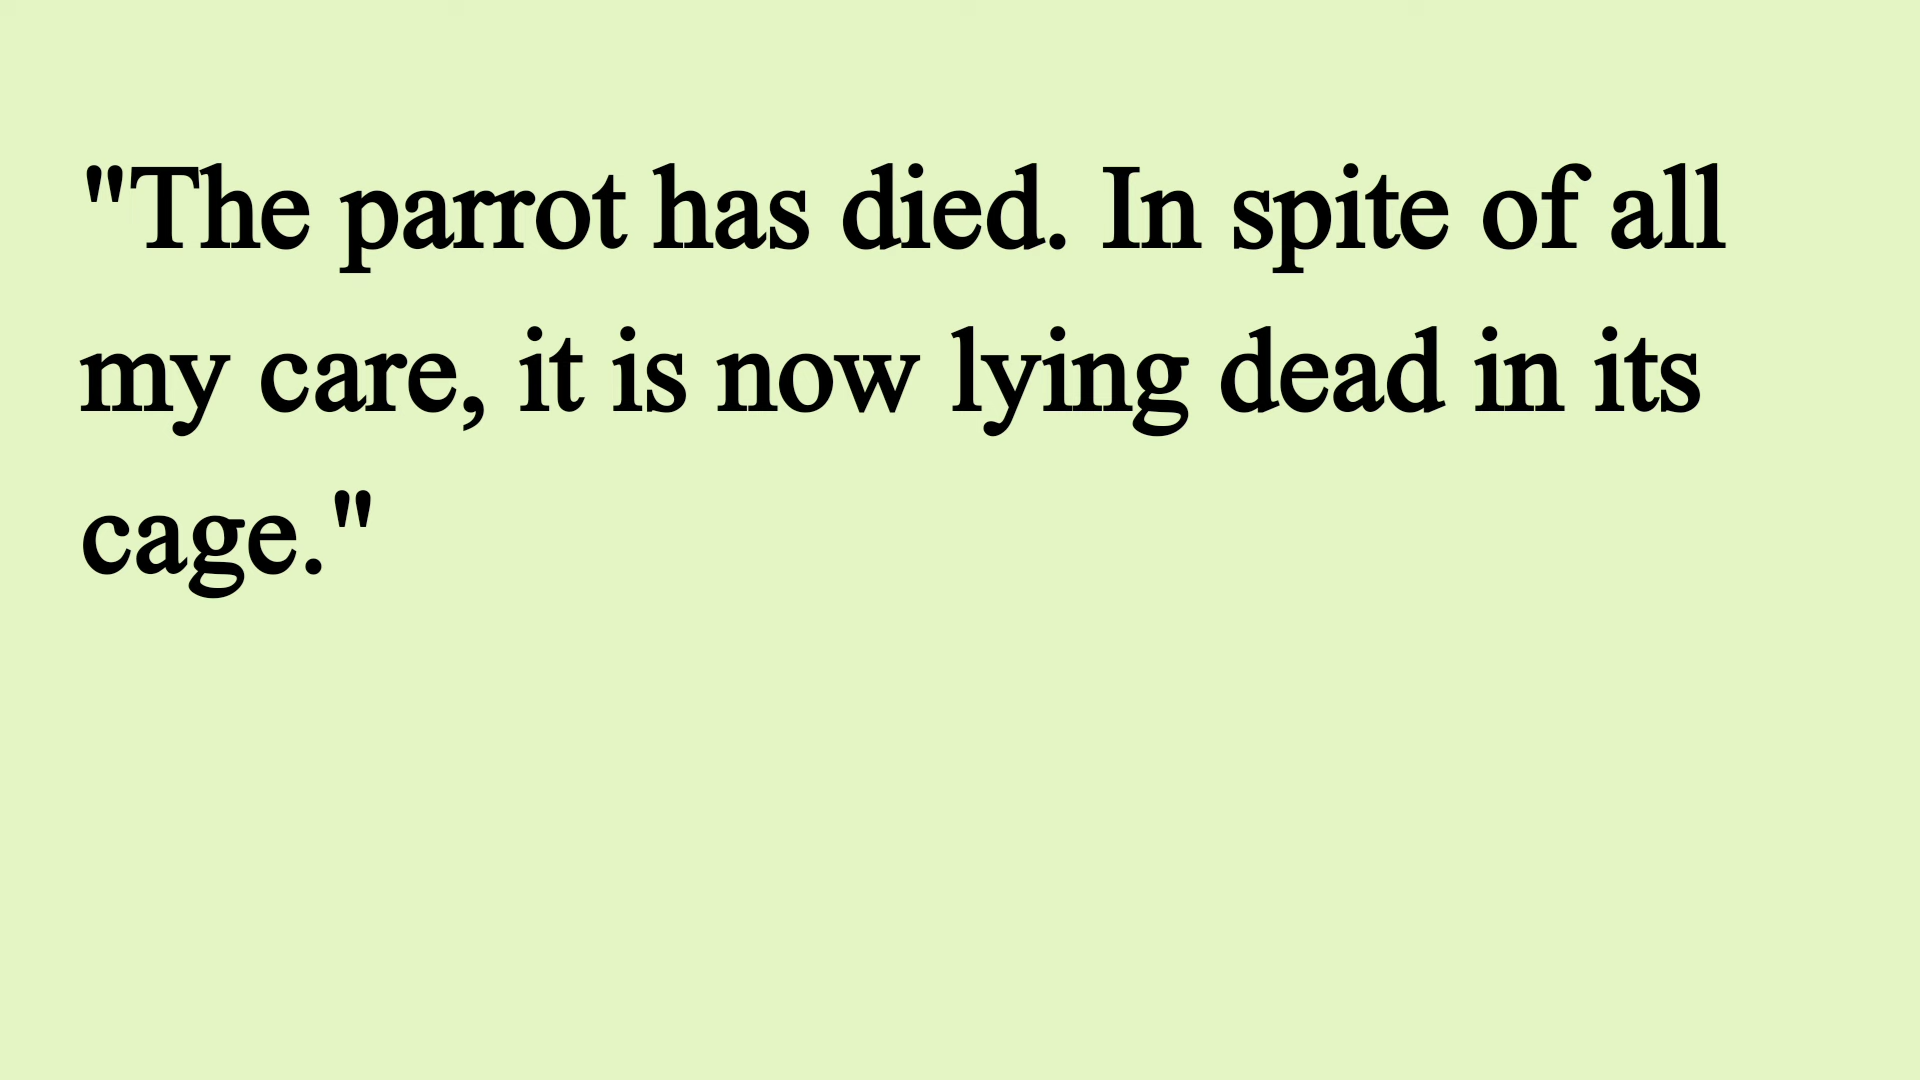 "The parrot has died. In spite of all
my care, it is now lying dead in its
cage."